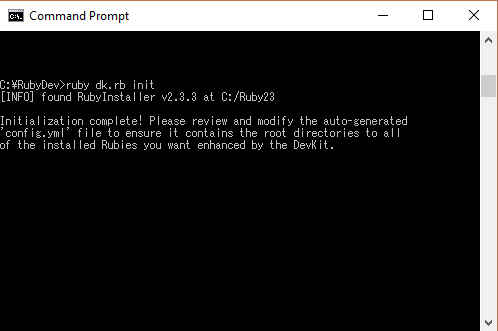 Command Prompt
C:¥RubyDev>ruby dk.rb init
[INFO] found RubyInstaller v2.3.3 at C:/Ruby23
Initialization complete! Please review and modify the auto-generated
'config.yml' file to ensure it contains the root directories to all
of the installed Rubies you want enhanced by the DevKit.